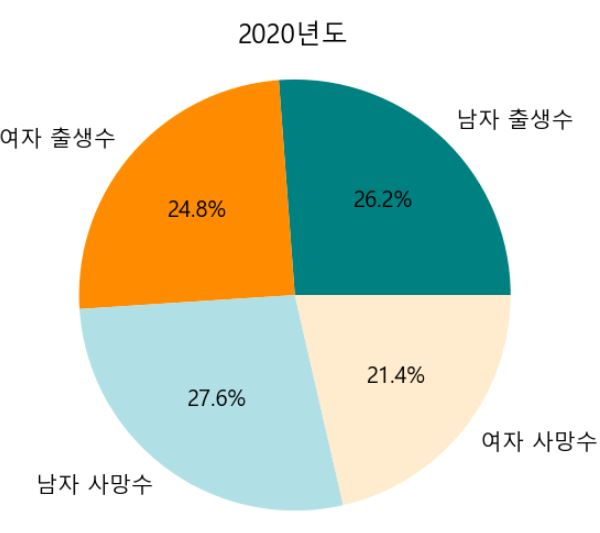 2020년도
남자 출생수
여자 출생수
26.2%
24.8%
21.4%
27.6%
여자 사망수
남자 사망수